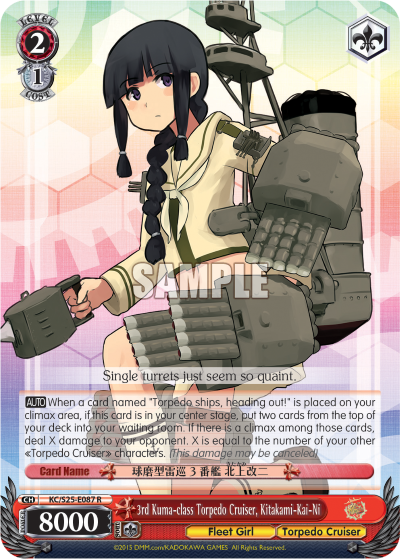 LEVEL
2
1
COST
SAMPLE
Single turrets just seem so quaint.
AUTO When a card named "Torpedo ships, heading out!" is placed on
your climax area, if this card is in your center stage, put two cards from the top of
your deck into your waiting room. If there is a climax among those cards,
deal X damage to your opponent. X is equal to the number of your other
«Torpedo Cruiser» characters. (This damage may be canceled)
Card Name 球磨型軽巡3番艦 北上改二
CH KC/S25-E087 R
3rd Kuma-class Torpedo Cruiser, Kitakami-Kai-Ni
POWER 8000 SOUL
Fleet Girl Torpedo Cruiser
©2015 DMM.com/KADOKAWA GAMES All Rights Reserved.